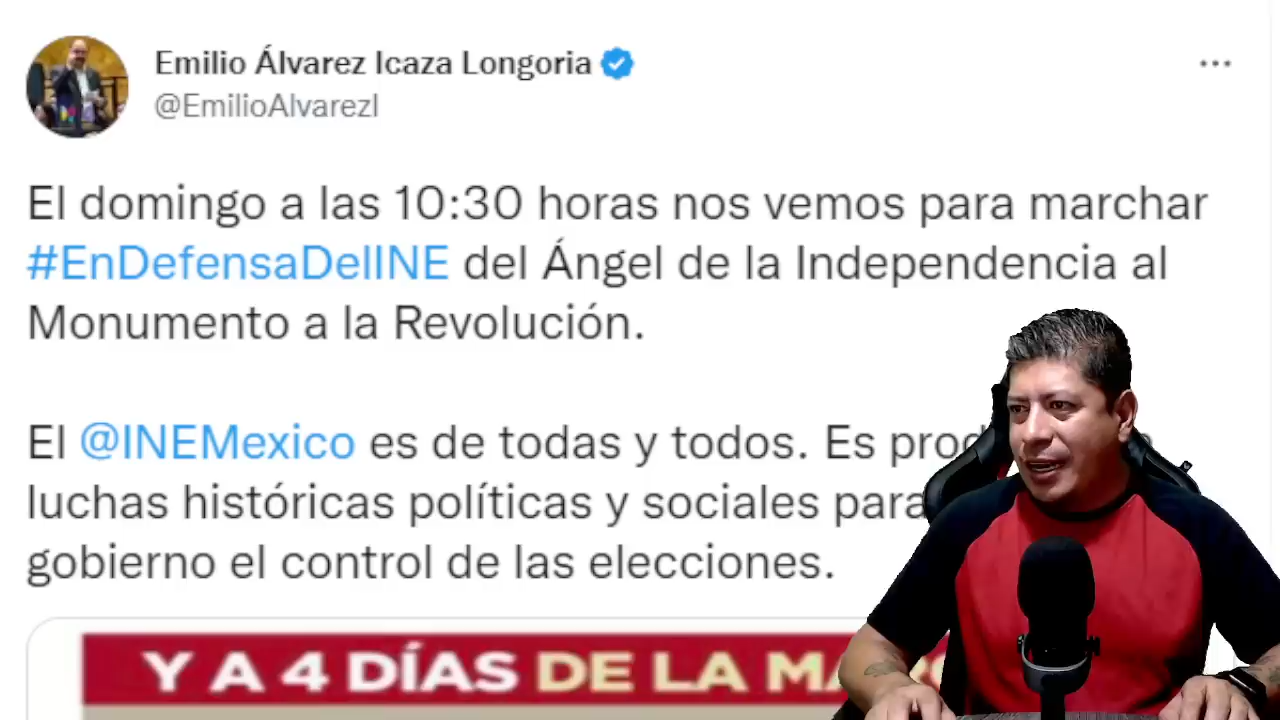 Emilio Álvarez Icaza Longoria
@EmilioAlvarezI
El domingo a las 10:30 horas nos vemos para marchar
#EnDefensaDelINE del Ángel de la Independencia al
Monumento a la Revolución.
El @INEMexico es de todas y todos. Es
luchas históricas políticas y sociales para
gobierno el control de las elecciones.
Y A 4 DÍAS DE LA